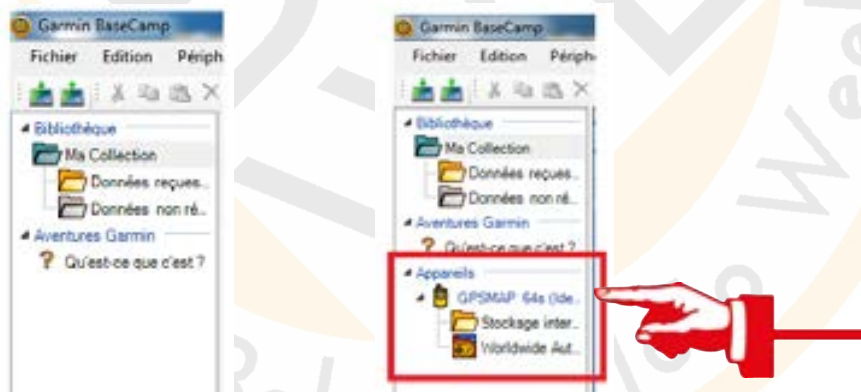 Garmin BaseCamp
Fichier Edition Périph
Bibliothèque
Ma Collection
Données reçues..
Données non ré..
Aventures Garmin
? Qu'est-ce que c'est ?
Garmin BaseCamp
Fichier Edition Périph
Bibliothèque
Ma Collection
Données reçues..
Données non ré..
Aventures Garmin
? Qu'est-ce que c'est ?
Appareils
GPSMAP 64s (Ide..
Stockage inter..
Worldwide Aut..